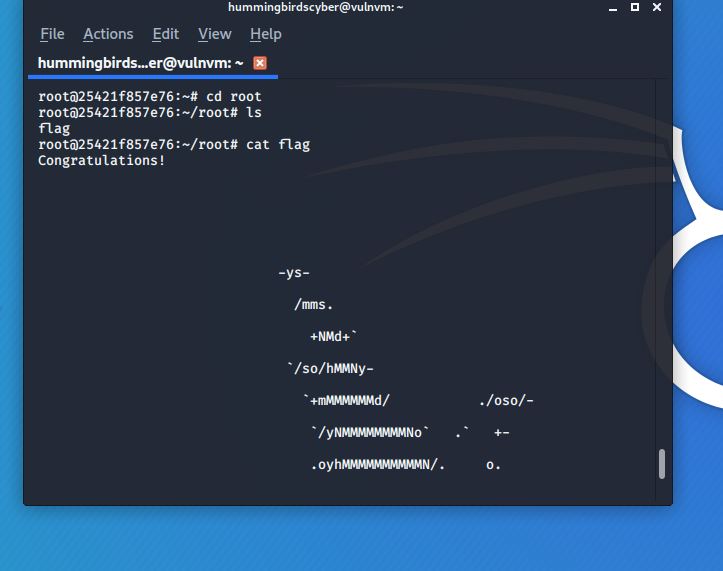 hummingbirdscyber@vulnvm: ~
File Actions Edit View Help
hummingbirds...er@vulnvm: ~
root@25421f857e76:~# cd root
root@25421f857e76:~/root# ls
flag
root@25421f857e76:~/root# cat flag
Congratulations!
-ys-
/mms.
+NMd+`
`/so/hMMNy-
`+mMMMMMMd/ ./oso/-
`/yNMMMMMMMMNo` .` +-
.oyhMMMMMMMMMMN/. o.